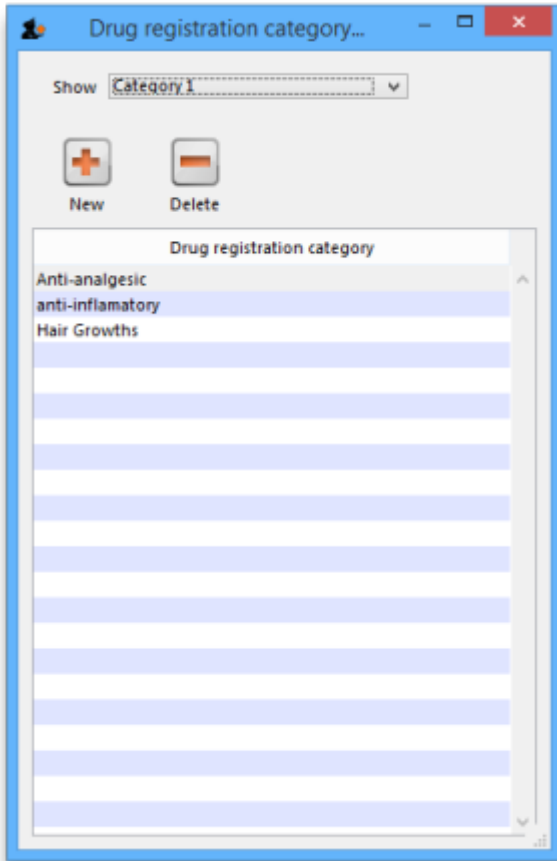 Drug registration category...
Show Category 1
New Delete
Drug registration category
Anti-analgesic
anti-inflamatory
Hair Growths